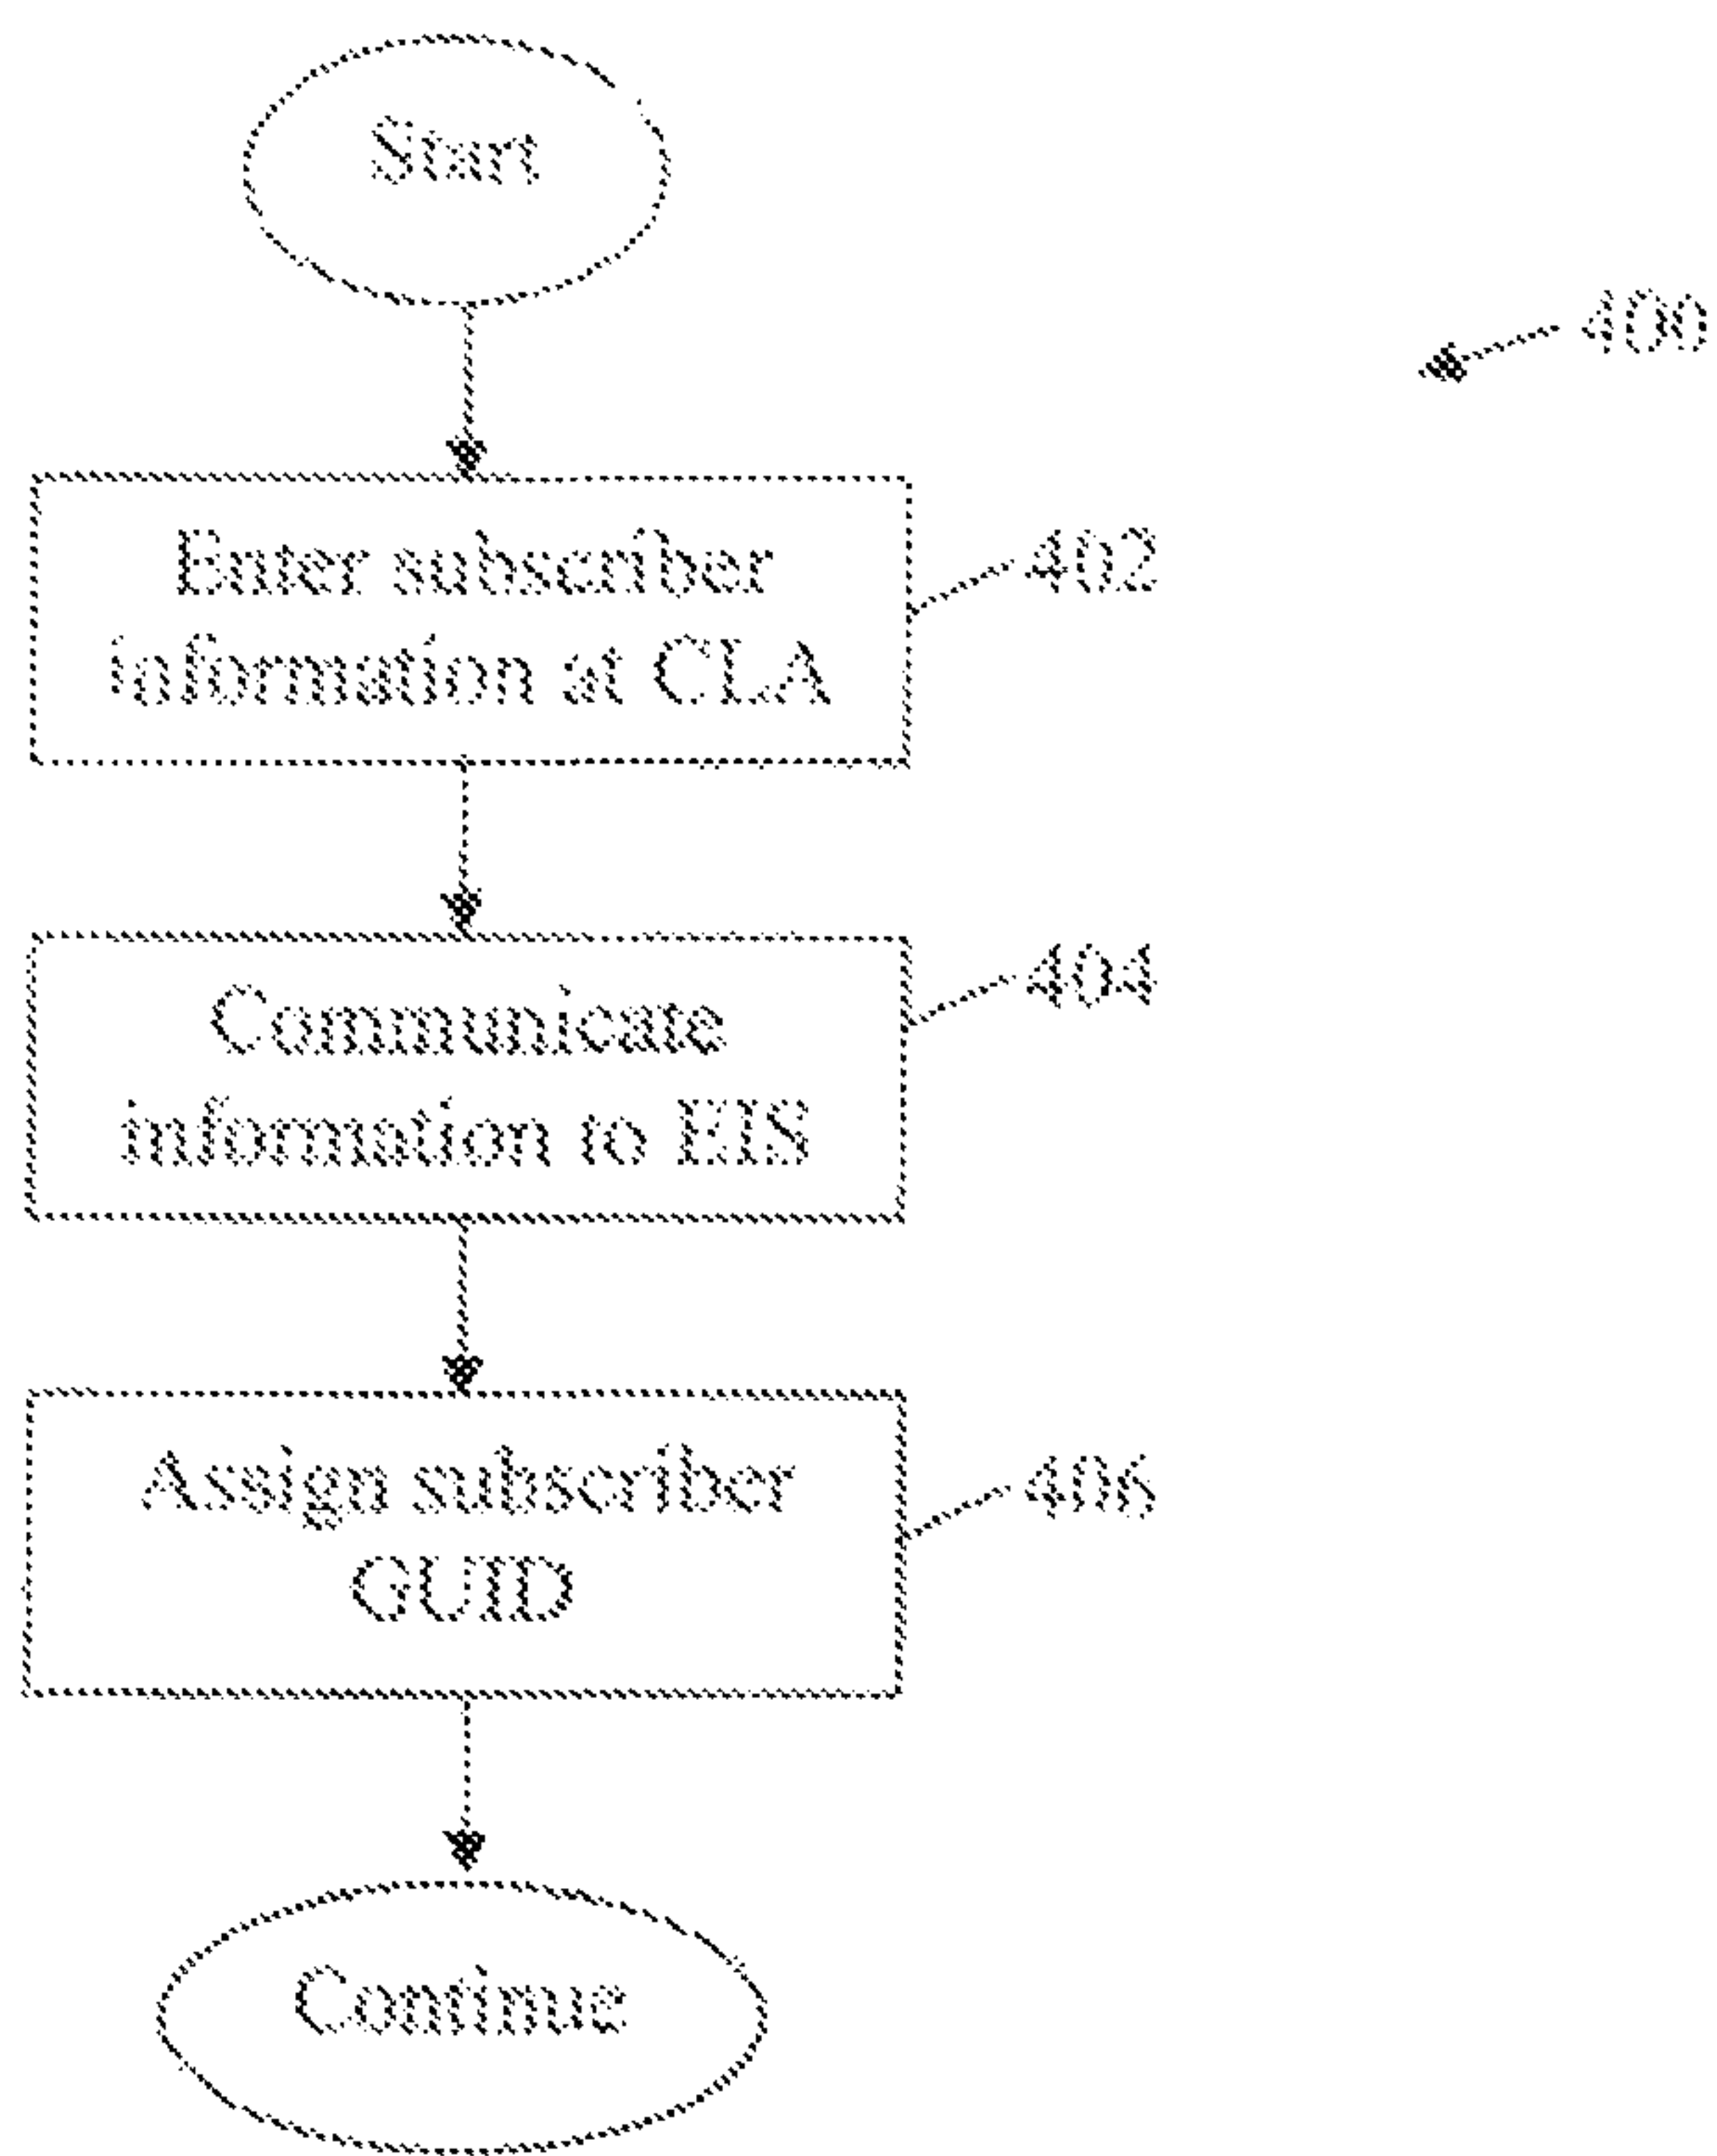 Start
400
Enter subscriber
information at CLA
402
Communicate
information to EIS
404
Assign subscriber
GUID
406
Continue